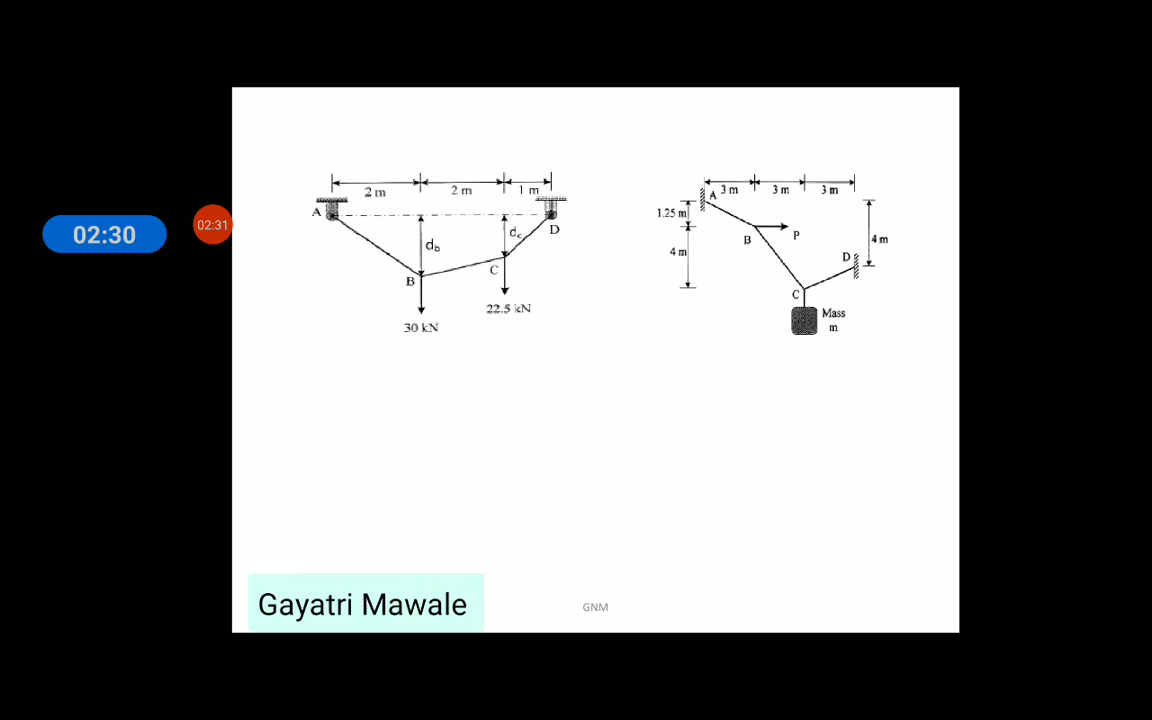 02:30
02:31
2 m 2 m 1 m
A
D
db
dc
B
C
30 kN
22.5 kN
3 m 3 m 3 m
A
1.25 m
B
P
4 m
4 m
D
C
Mass
m
Gayatri Mawale
GNM